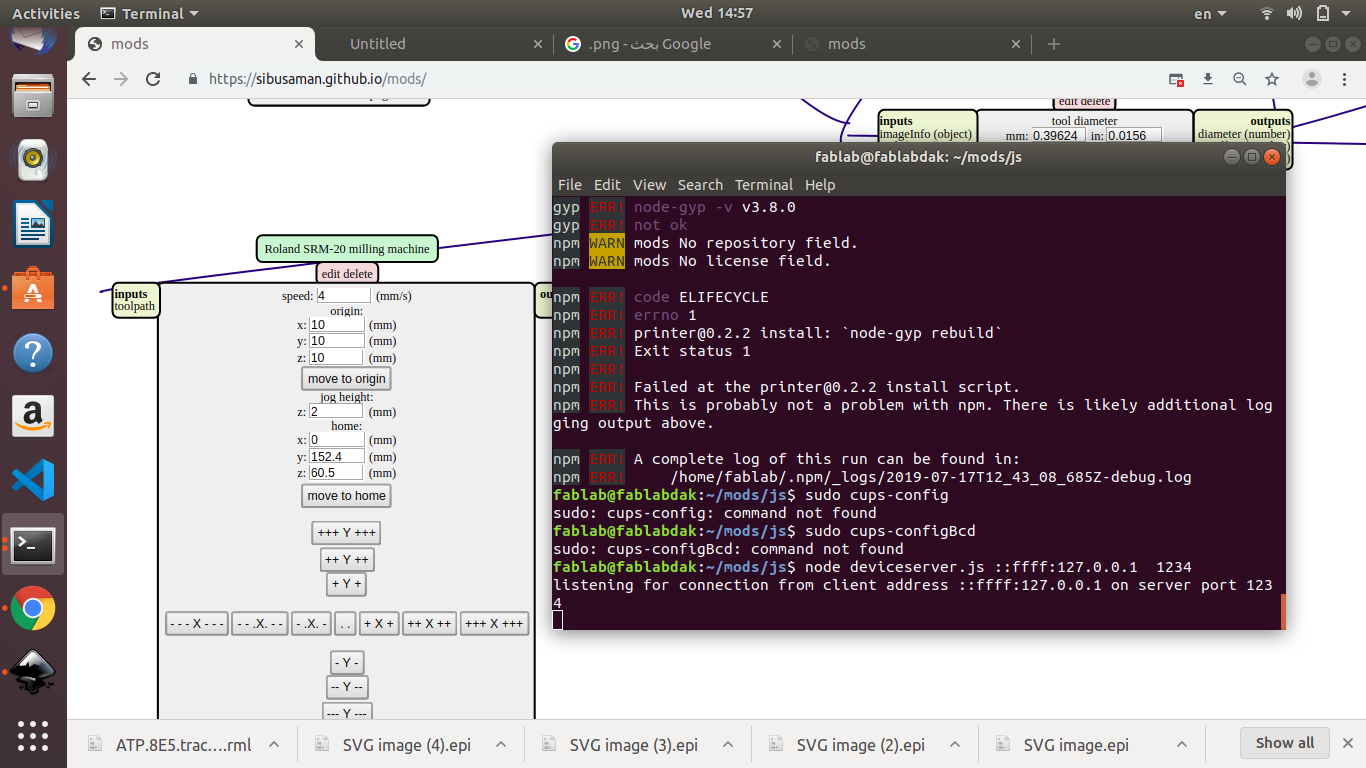 Activities
Terminal
Wed 14:57
en
mods
Untitled
.png - بحث Google
mods
https://sibusaman.github.io/mods/
edit delete
inputs
imageInfo (object)
tool diameter
mm: 0.39624 in: 0.0156
outputs
diameter (number)
Roland SRM-20 milling machine
edit delete
inputs
toolpath
speed: 4 (mm/s)
origin:
x: 10 (mm)
y: 10 (mm)
z: 10 (mm)
move to origin
jog height:
z: 2 (mm)
home:
x: 0 (mm)
y: 152.4 (mm)
z: 60.5 (mm)
move to home
+++ Y +++
++ Y ++
+ Y +
- - - X - - - - - .X. - - - .X. - . . + X + ++ X ++ +++ X +++
- Y -
-- Y --
--- Y ---
fablab@fablabdak: ~/mods/js
File Edit View Search Terminal Help
gyp ERR! node-gyp -v v3.8.0
gyp ERR! not ok
npm WARN mods No repository field.
npm WARN mods No license field.
npm ERR! code ELIFECYCLE
npm ERR! errno 1
npm ERR! printer@0.2.2 install: `node-gyp rebuild`
npm ERR! Exit status 1
npm ERR!
npm ERR! Failed at the printer@0.2.2 install script.
npm ERR! This is probably not a problem with npm. There is likely additional log
ging output above.
npm ERR! A complete log of this run can be found in:
npm ERR!     /home/fablab/.npm/_logs/2019-07-17T12_43_08_685Z-debug.log
fablab@fablabdak:~/mods/js$ sudo cups-config
sudo: cups-config: command not found
fablab@fablabdak:~/mods/js$ sudo cups-configBcd
sudo: cups-configBcd: command not found
fablab@fablabdak:~/mods/js$ node deviceserver.js ::ffff:127.0.0.1  1234
listening for connection from client address ::ffff:127.0.0.1 on server port 123
4
ATP.8E5.trac....rml
SVG image (4).epi
SVG image (3).epi
SVG image (2).epi
SVG image.epi
Show all